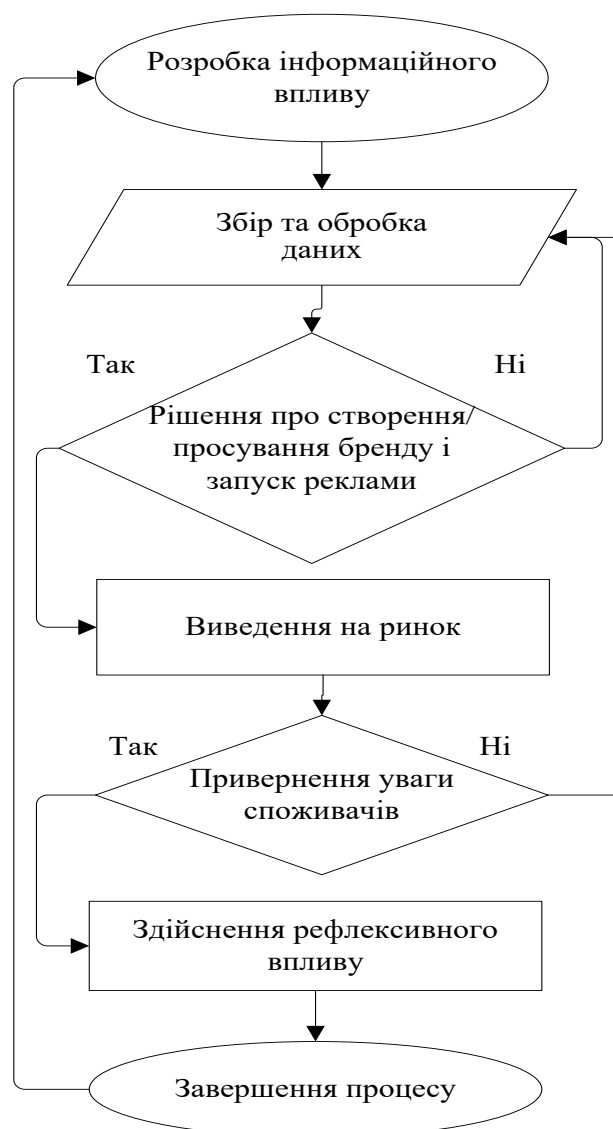 Розробка інформаційного
впливу
Збір та обробка
даних
Так
Ні
Рішення про створення/
просування бренду і
запуск реклами
Виведення на ринок
Так
Ні
Привернення уваги
споживачів
Здійснення рефлексивного
впливу
Завершення процесу